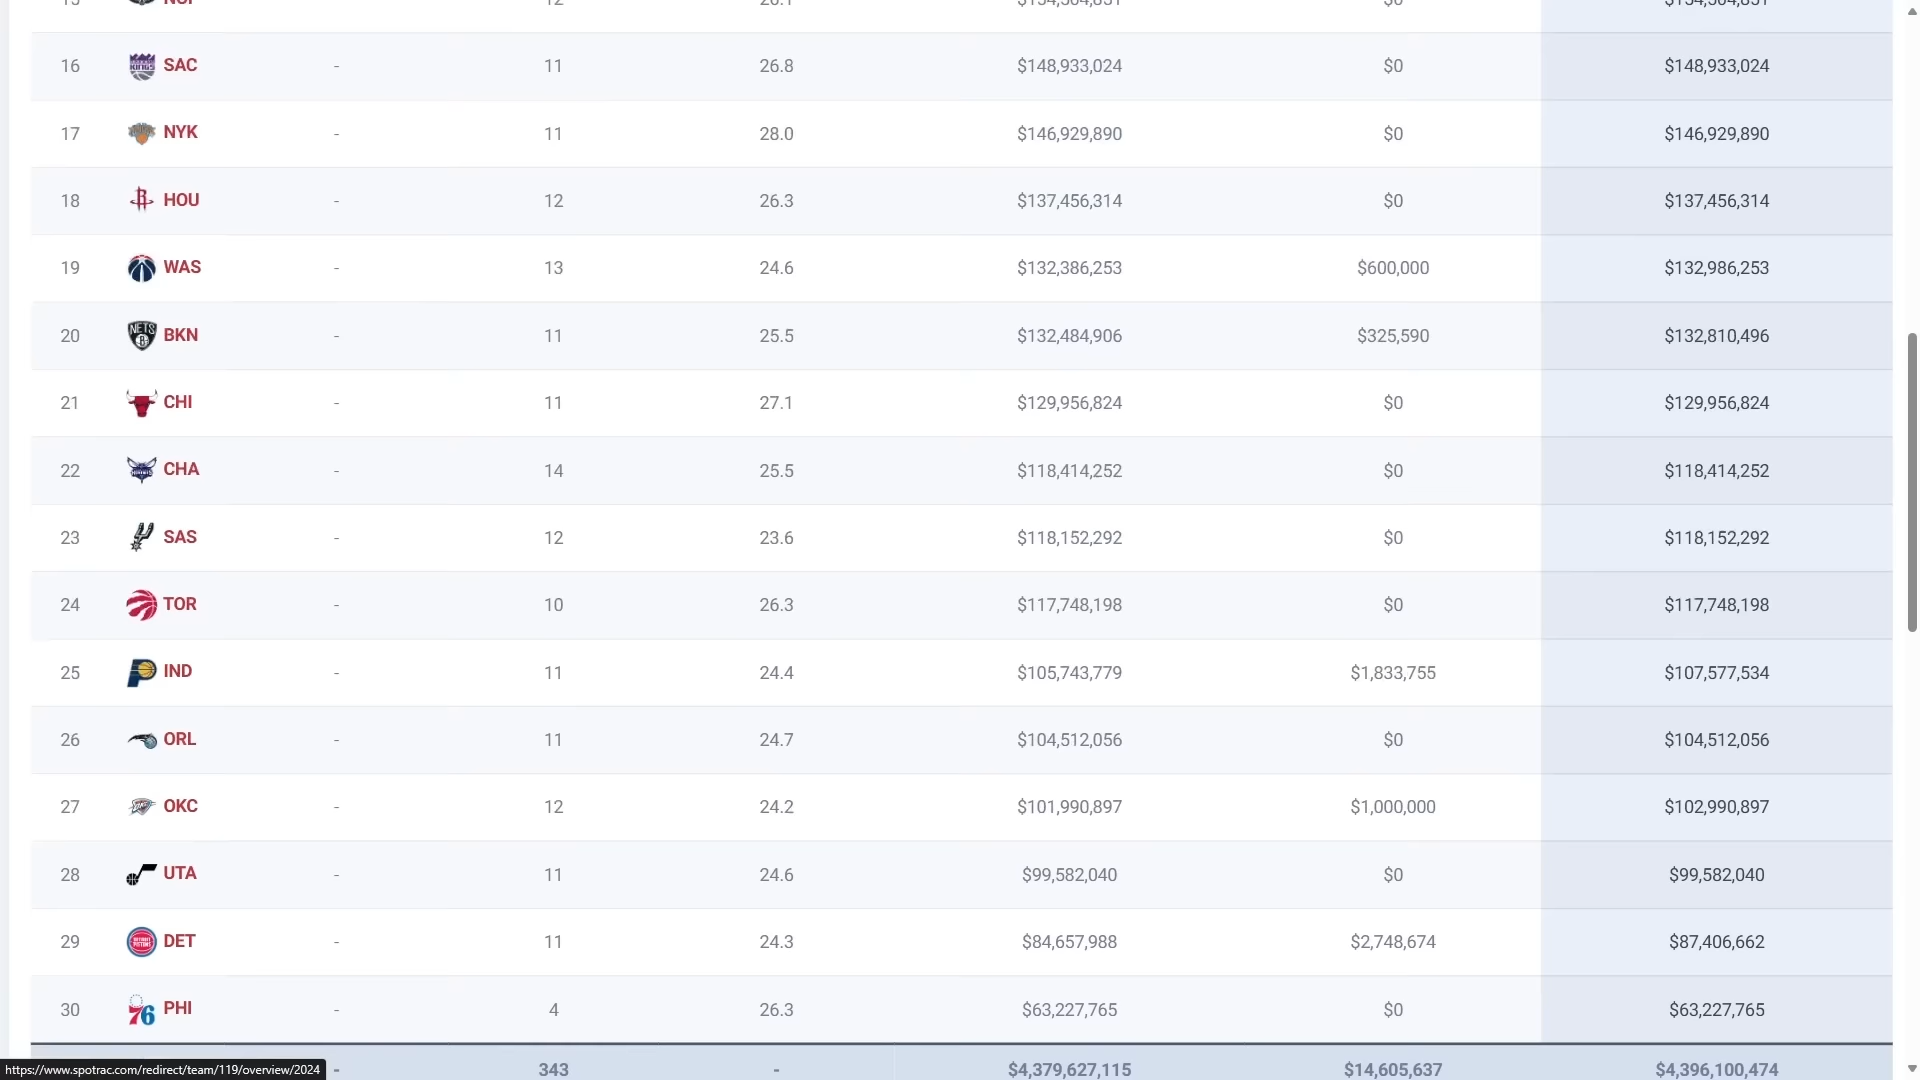 16 SAC - 11 26.8 $148,933,024 $0 $148,933,024
17 NYK - 11 28.0 $146,929,890 $0 $146,929,890
18 HOU - 12 26.3 $137,456,314 $0 $137,456,314
19 WAS - 13 24.6 $132,386,253 $600,000 $132,986,253
20 BKN - 11 25.5 $132,484,906 $325,590 $132,810,496
21 CHI - 11 27.1 $129,956,824 $0 $129,956,824
22 CHA - 14 25.5 $118,414,252 $0 $118,414,252
23 SAS - 12 23.6 $118,152,292 $0 $118,152,292
24 TOR - 10 26.3 $117,748,198 $0 $117,748,198
25 IND - 11 24.4 $105,743,779 $1,833,755 $107,577,534
26 ORL - 11 24.7 $104,512,056 $0 $104,512,056
27 OKC - 12 24.2 $101,990,897 $1,000,000 $102,990,897
28 UTA - 11 24.6 $99,582,040 $0 $99,582,040
29 DET - 11 24.3 $84,657,988 $2,748,674 $87,406,662
30 PHI - 4 26.3 $63,227,765 $0 $63,227,765
https://www.spotrac.com/redirect/team/119/overview/2024 - 343 - $4,379,627,115 $14,605,637 $4,396,100,474